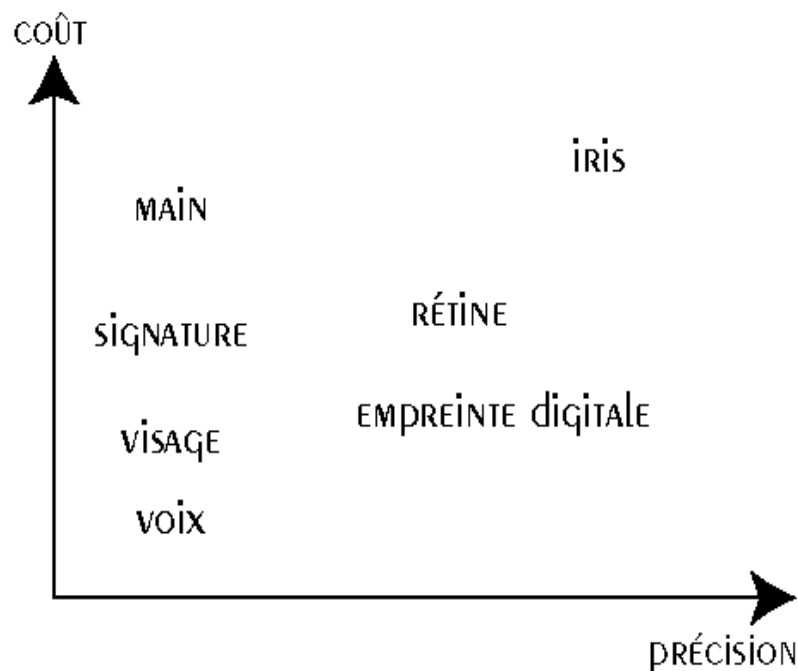 COÛT
IRIS
MAIN
RÉTINE
SIGNATURE
EMPREINTE DIGITALE
VISAGE
VOIX
PRÉCISION